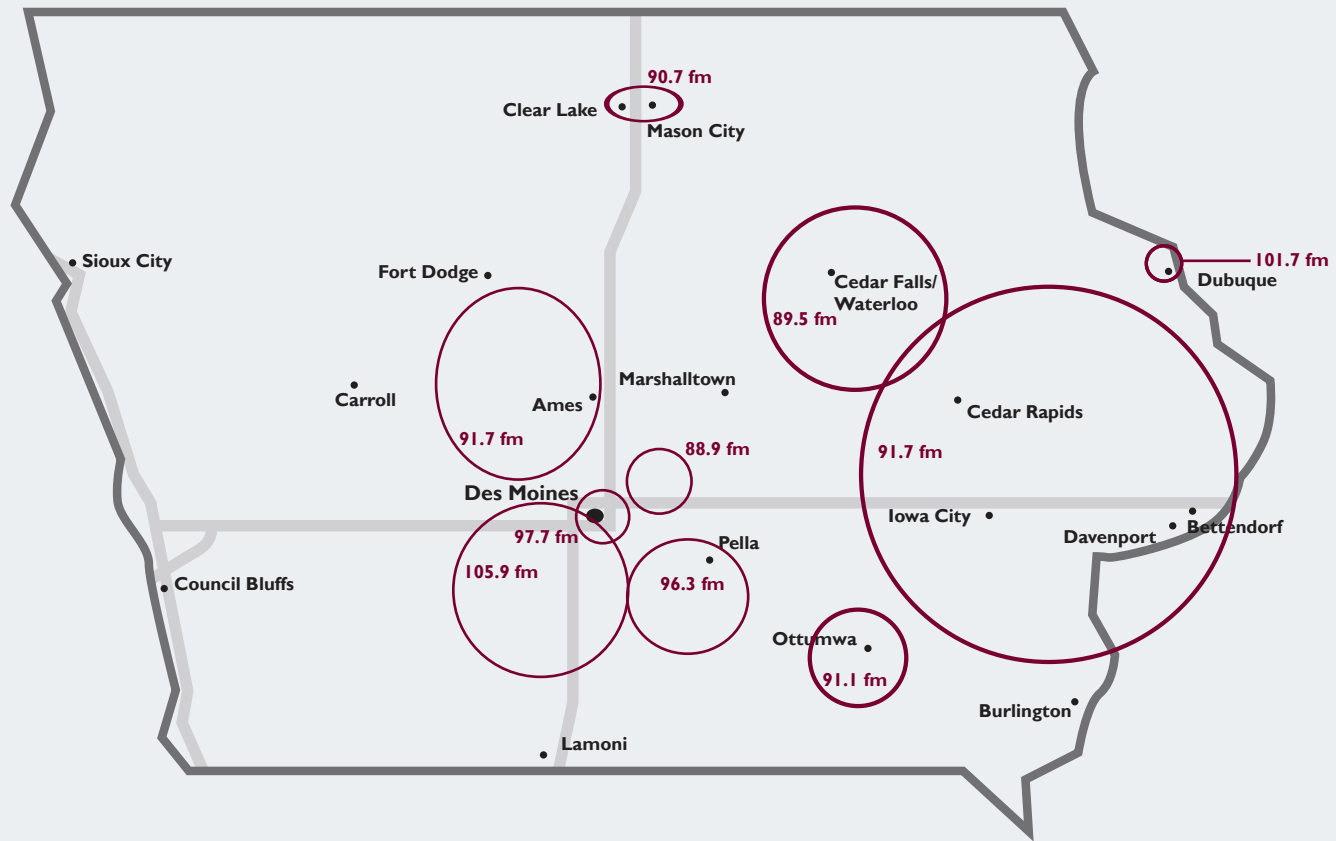 90.7 fm
Clear Lake
Mason City
Sioux City
Fort Dodge
Cedar Falls/
Waterloo
89.5 fm
101.7 fm
Dubuque
Carroll
Ames
Marshalltown
Cedar Rapids
91.7 fm
88.9 fm
91.7 fm
Des Moines
97.7 fm
Iowa City
Bettendorf
Davenport
Pella
105.9 fm
96.3 fm
Council Bluffs
Ottumwa
91.1 fm
Burlington
Lamoni